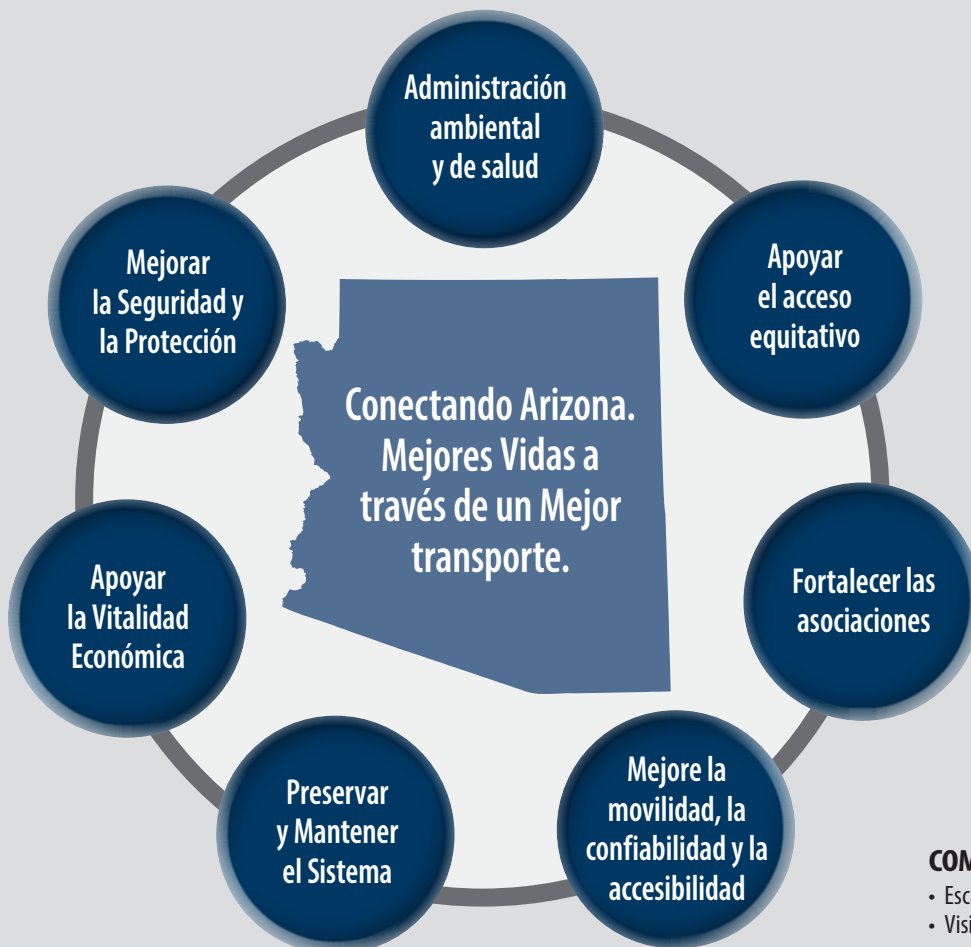 Administración
ambiental
y de salud
Apoyar
el acceso
equitativo
Fortalecer las
asociaciones
Mejore la
movilidad, la
confiabilidad y la
accesibilidad
Preservar
y Mantener
el Sistema
Apoyar
la Vitalidad
Económica
Mejorar
la Seguridad y
la Protección
Conectando Arizona.
Mejores Vidas a
través de un Mejor
transporte.